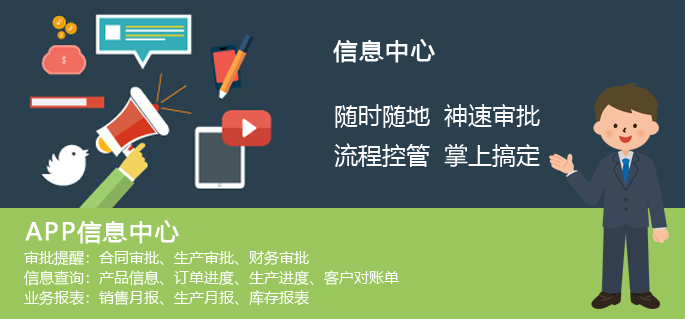 信息中心
随时随地 神速审批
流程控管 掌上搞定
APP信息中心
审批提醒：合同审批、生产审批、财务审批
信息查询：产品信息、订单进度、生产进度、客户对账单
业务报表：销售月报、生产月报、库存报表